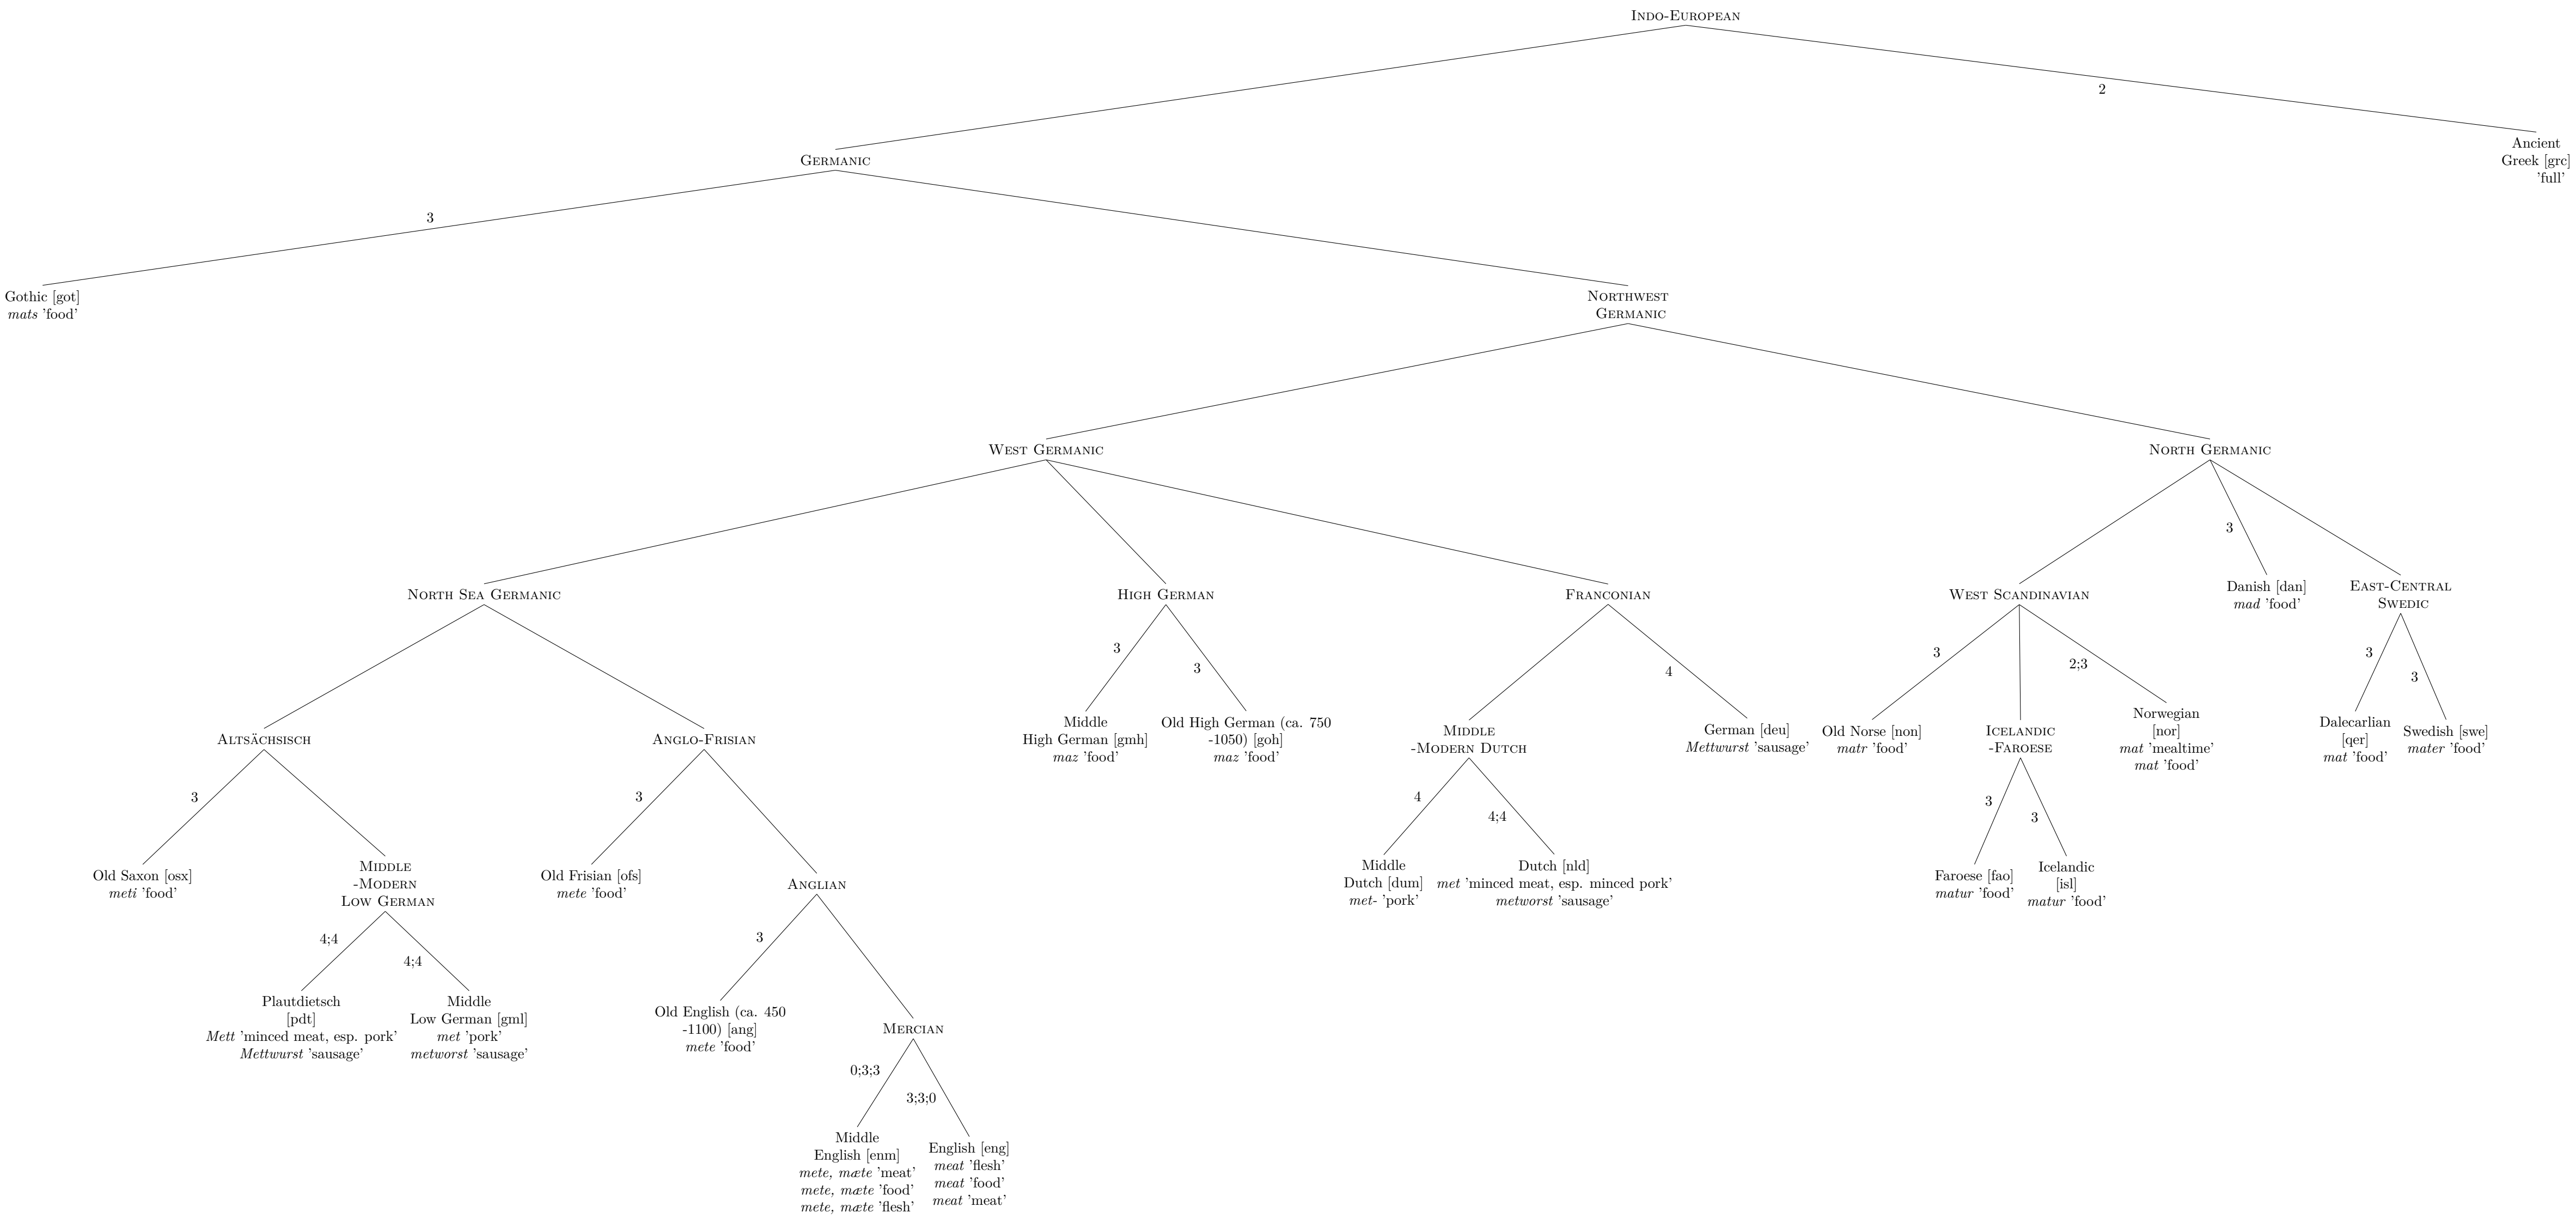 Indo-European
2
Ancient
Greek [grc]
'full'
Germanic
3
Gothic [got]
mats 'food'
Northwest
Germanic
West Germanic
North Germanic
3
North Sea Germanic
High German
Franconian
West Scandinavian
Danish [dan]
mad 'food'
East-Central
Swedic
3
3
4
3
2;3
3
3
Altsächsisch
Anglo-Frisian
Middle
High German [gmh]
maz 'food'
Old High German (ca. 750
-1050) [goh]
maz 'food'
Middle
-Modern Dutch
German [deu]
Mettwurst 'sausage'
Old Norse [non]
matr 'food'
Icelandic
-Faroese
Norwegian
[nor]
mat 'mealtime'
mat 'food'
Dalecarlian
[qer]
mat 'food'
Swedish [swe]
mater 'food'
3
3
4
4;4
3
3
Old Saxon [osx]
meti 'food'
Middle
-Modern
Low German
Old Frisian [ofs]
mete 'food'
Anglian
Middle
Dutch [dum]
met- 'pork'
Dutch [nld]
met 'minced meat, esp. minced pork'
metworst 'sausage'
Faroese [fao]
matur 'food'
Icelandic
[isl]
matur 'food'
4;4
4;4
3
Plautdietsch
[pdt]
Mett 'minced meat, esp. pork'
Mettwurst 'sausage'
Middle
Low German [gml]
met 'pork'
metworst 'sausage'
Old English (ca. 450
-1100) [ang]
mete 'food'
Mercian
0;3;3
3;3;0
Middle
English [enm]
mete, mæte 'meat'
mete, mæte 'food'
mete, mæte 'flesh'
English [eng]
meat 'flesh'
meat 'food'
meat 'meat'